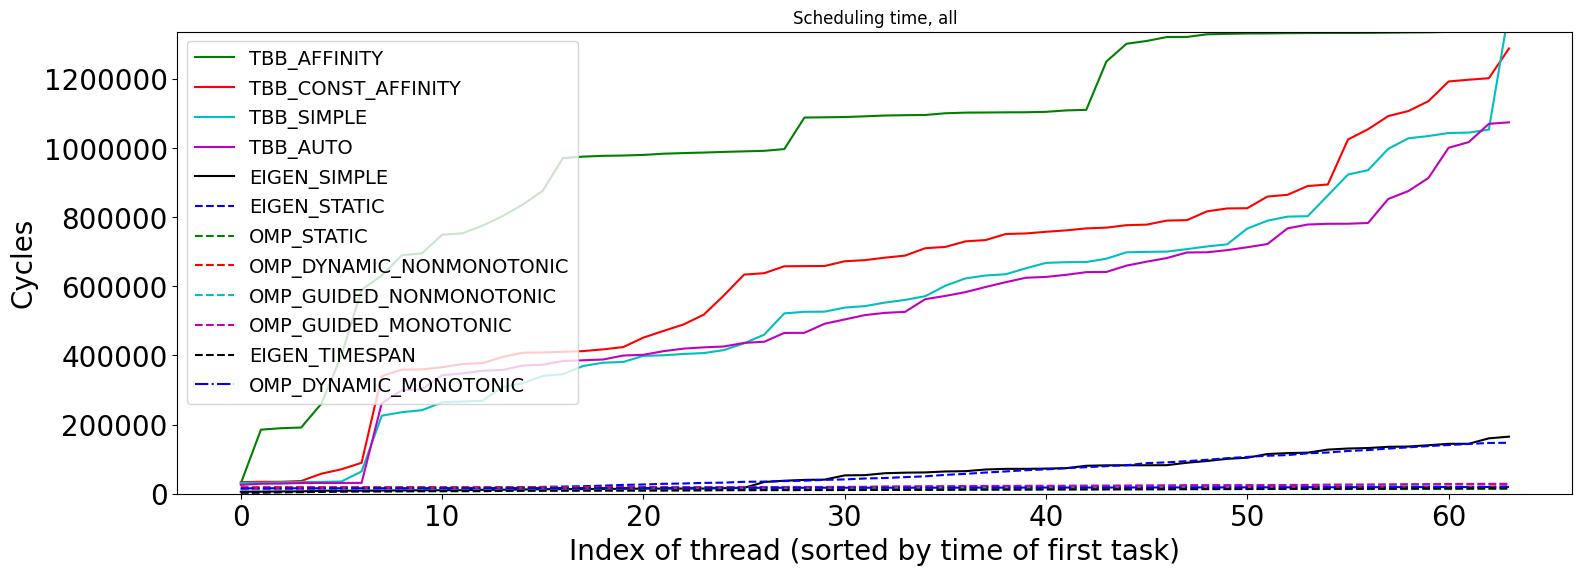 Scheduling time, all
Cycles
1200000
1000000
800000
600000
400000
200000
0
TBB_AFFINITY
TBB_CONST_AFFINITY
TBB_SIMPLE
TBB_AUTO
EIGEN_SIMPLE
EIGEN_STATIC
OMP_STATIC
OMP_DYNAMIC_NONMONOTONIC
OMP_GUIDED_NONMONOTONIC
OMP_GUIDED_MONOTONIC
EIGEN_TIMESPAN
OMP_DYNAMIC_MONOTONIC
0 10 20 30 40 50 60
Index of thread (sorted by time of first task)